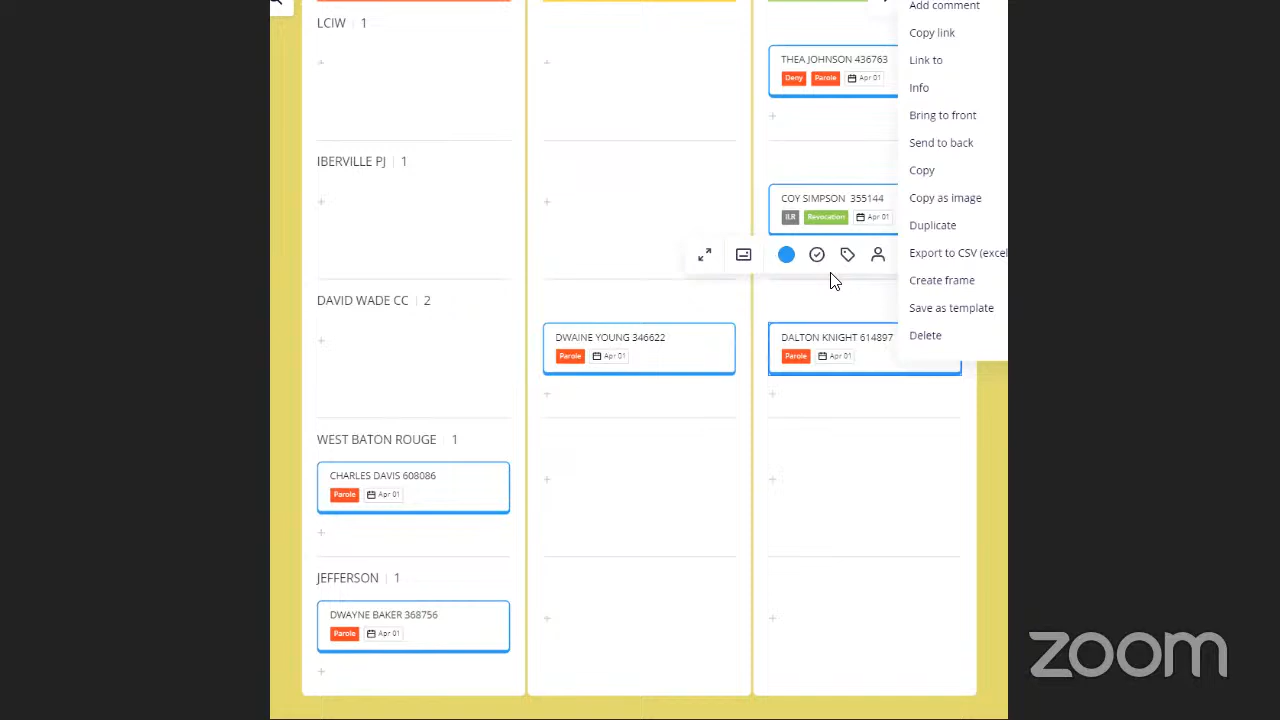 Add comment
LCIW | 1
Copy link
THEA JOHNSON 436763
Link to
Deny Parole Apr 01
Info
Bring to front
Send to back
IBERVILLE PJ | 1
Copy
COY SIMPSON 355144
Copy as image
ILR Revocation Apr 01
Duplicate
Export to CSV (excel
Create frame
DAVID WADE CC | 2
Save as template
DWAINE YOUNG 346622
DALTON KNIGHT 614897
Delete
Parole Apr 01
Parole Apr 01
WEST BATON ROUGE | 1
CHARLES DAVIS 608086
Parole Apr 01
JEFFERSON | 1
DWAYNE BAKER 368756
Parole Apr 01
zoom